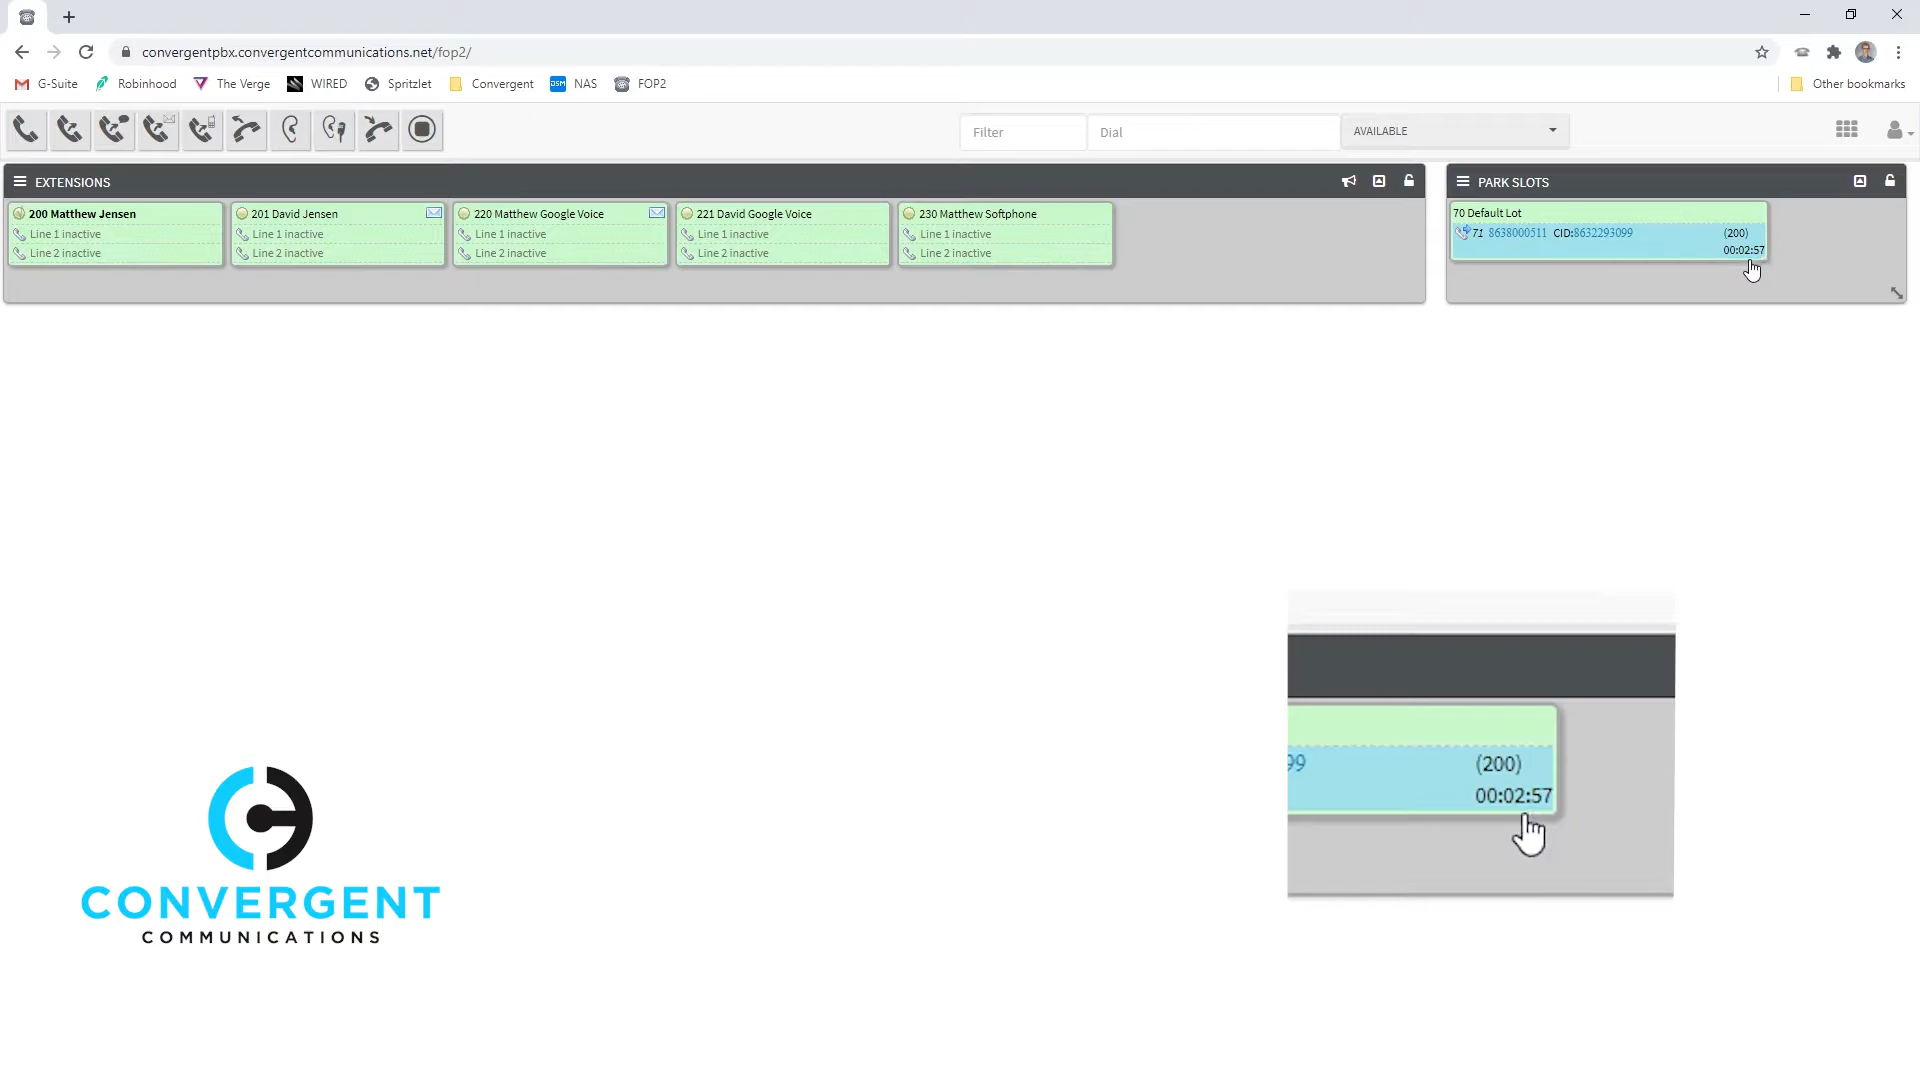 convergentpbx.convergentcommunications.net/fop2/
G-Suite Robinhood The Verge WIRED Spritzlet Convergent DSM NAS FOP2 Other bookmarks
Filter Dial AVAILABLE
EXTENSIONS
200 Matthew Jensen
Line 1 inactive
Line 2 inactive
201 David Jensen
Line 1 inactive
Line 2 inactive
220 Matthew Google Voice
Line 1 inactive
Line 2 inactive
221 David Google Voice
Line 1 inactive
Line 2 inactive
230 Matthew Softphone
Line 1 inactive
Line 2 inactive
PARK SLOTS
70 Default Lot
71 8638000511 CID:8632293099 (200)
00:02:57
99 (200)
00:02:57
CONVERGENT
COMMUNICATIONS